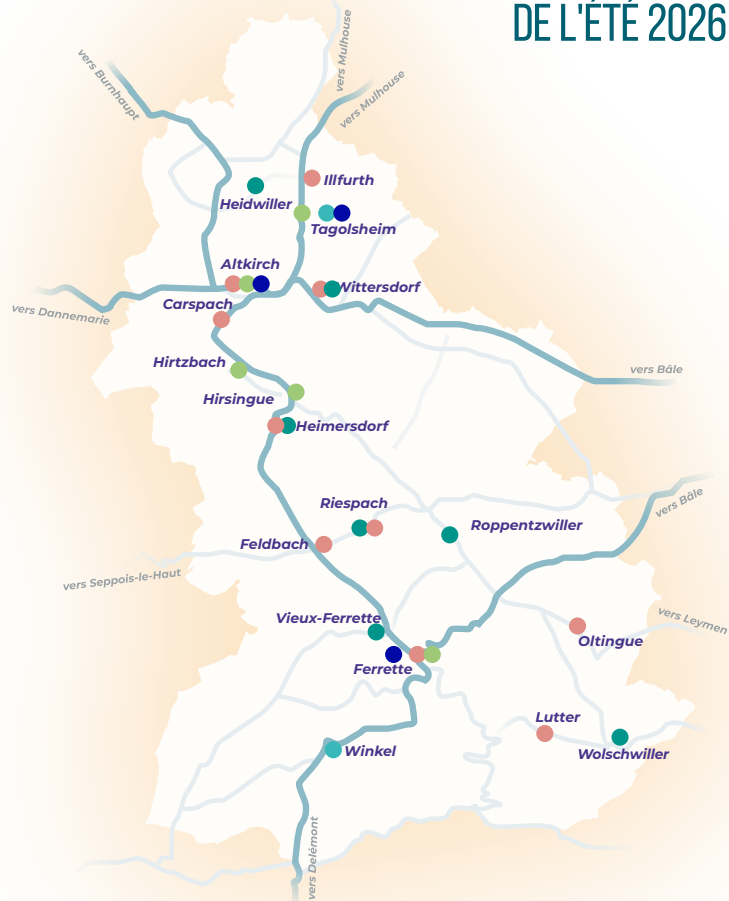 DE L'ÉTÉ 2026
vers Mulhouse
vers Burnhaupt
vers Mulhouse
Illfurth
Heidwiller
Tagolsheim
Altkirch
Wittersdorf
Carspach
vers Dannemarie
Hirtzbach
vers Bâle
Hirsingue
Heimersdorf
Riespach
vers Bâle
Roppentzwiller
Feldbach
vers Seppois-le-Haut
Vieux-Ferrette
vers Leymen
Oltingue
Ferrette
Lutter
Winkel
Wolschwiller
vers Delémont